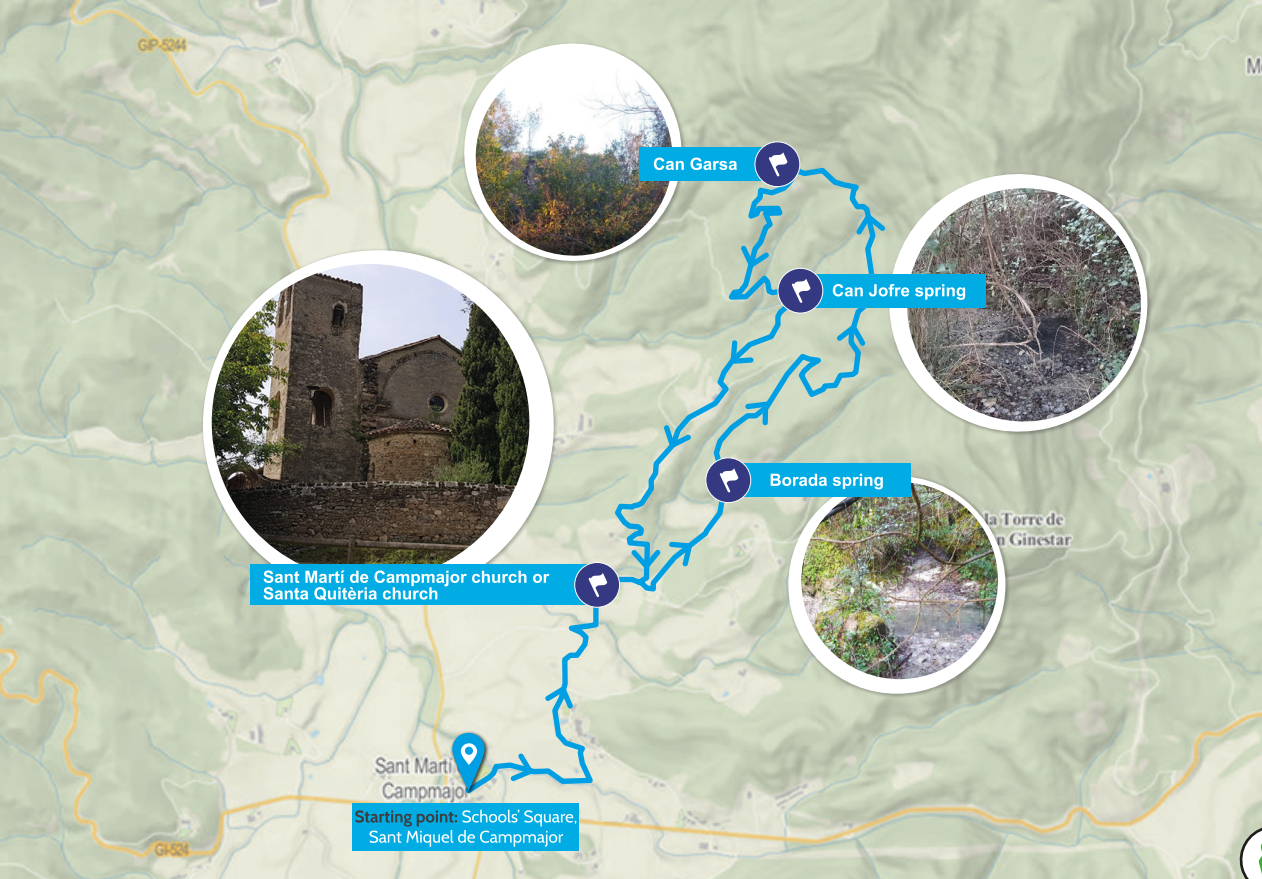 GIP-5244
Can Garsa
Can Jofre spring
Borada spring
la Torre de
n Ginestar
Sant Martí de Campmajor church or
Santa Quitèria church
Sant Martí
Campmajor
Starting point: Schools' Square,
Sant Miquel de Campmajor
GI-524